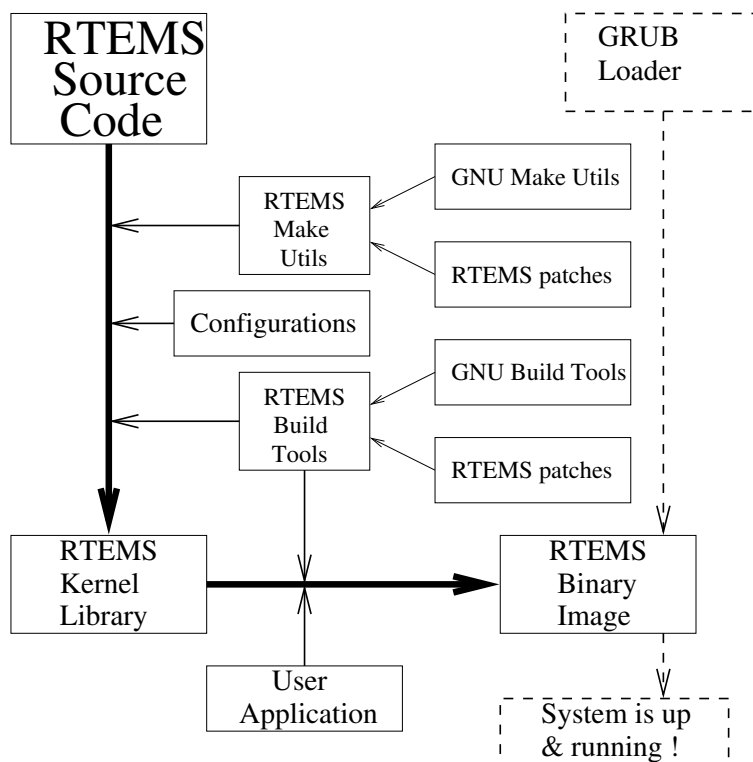 RTEMS
Source
Code
GRUB
Loader
GNU Make Utils
RTEMS
Make
Utils
RTEMS patches
Configurations
GNU Build Tools
RTEMS
Build
Tools
RTEMS patches
RTEMS
Kernel
Library
RTEMS
Binary
Image
User
Application
System is up
& running !